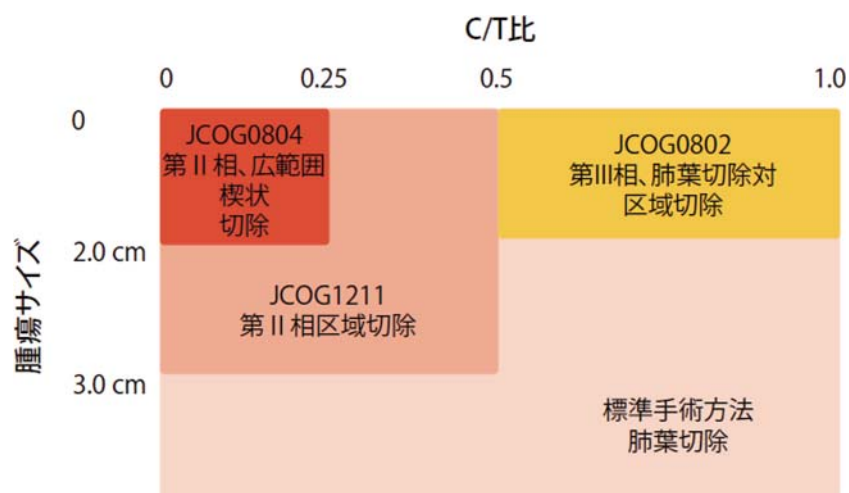 C/T比
0
0.25
0.5
1.0
0
2.0 cm
3.0 cm
腫瘍サイズ
JCOG0804
第Ⅱ相、広範囲
楔状
切除
JCOG0802
第III相、肺葉切除対
区域切除
JCOG1211
第Ⅱ相区域切除
標準手術方法
肺葉切除